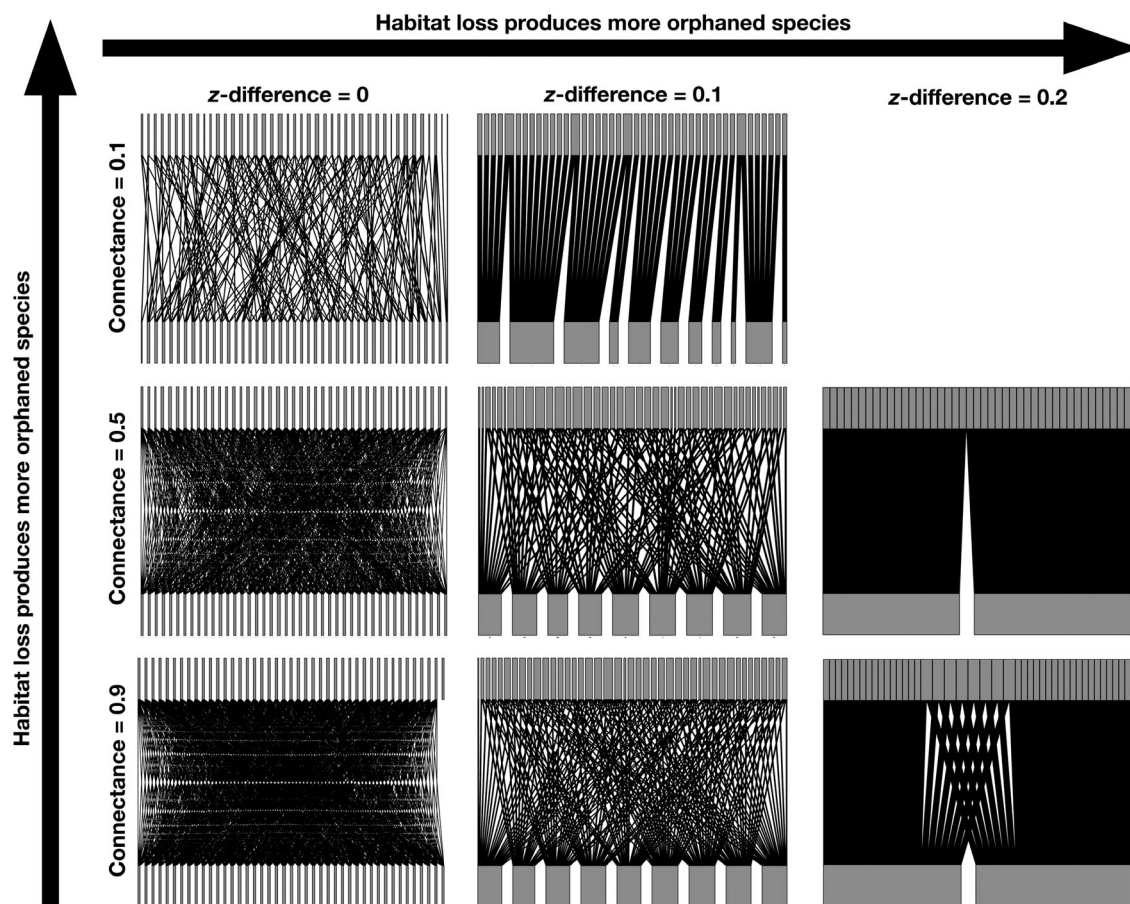 Habitat loss produces more orphaned species
z-difference = 0
z-difference = 0.1
z-difference = 0.2
Habitat loss produces more orphaned species
Connectance = 0.1
Connectance = 0.5
Connectance = 0.9